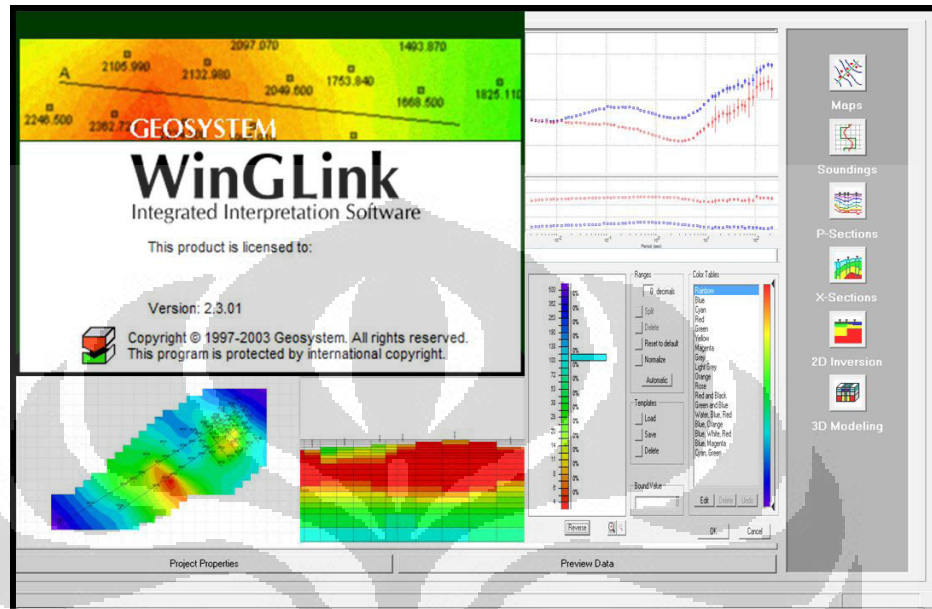 2097.070
1493.870
A
2105.990
2132.980
2049.600
1753.840
1668.500
1825.110
2246.500
2362.72
GEOSYSTEM
WinGLink
Integrated Interpretation Software
This product is licensed to:
Version: 2.3.01
Copyright © 1997-2003 Geosystem. All rights reserved.
This program is protected by international copyright.
Period (sec)
Maps
Soundings
P-Sections
X-Sections
2D Inversion
3D Modeling
Ranges
0 decimals
Split
Delete
Reset to default
Normalize
Automatic
Templates
Load
Save
Delete
Bound Value
Reverse
Color Tables
Rainbow
Blue
Cyan
Red
Green
Yellow
Magenta
Grey
Light Grey
Orange
Rose
Red and Black
Green and Blue
Water, Blue, Red
Blue, Orange
Blue, White, Red
Blue, Magenta
Cyan, Green
Edit
Delete
Undo
OK
Cancel
Project Properties
Preview Data